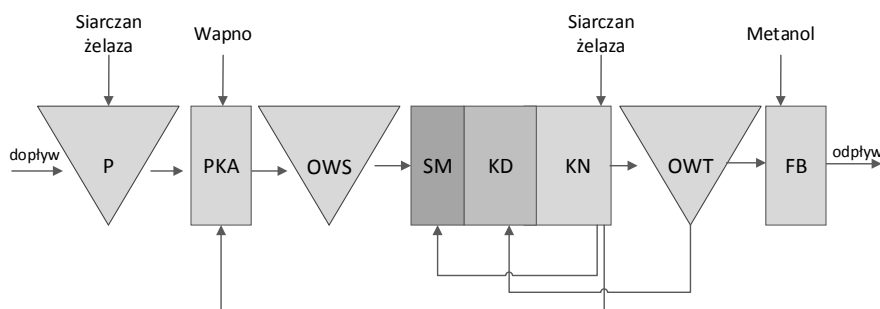 Siarczan
żelaza
Wapno
Siarczan
żelaza
Metanol
dopływ
P
PKA
OWS
SM
KD
KN
OWT
FB
odpływ